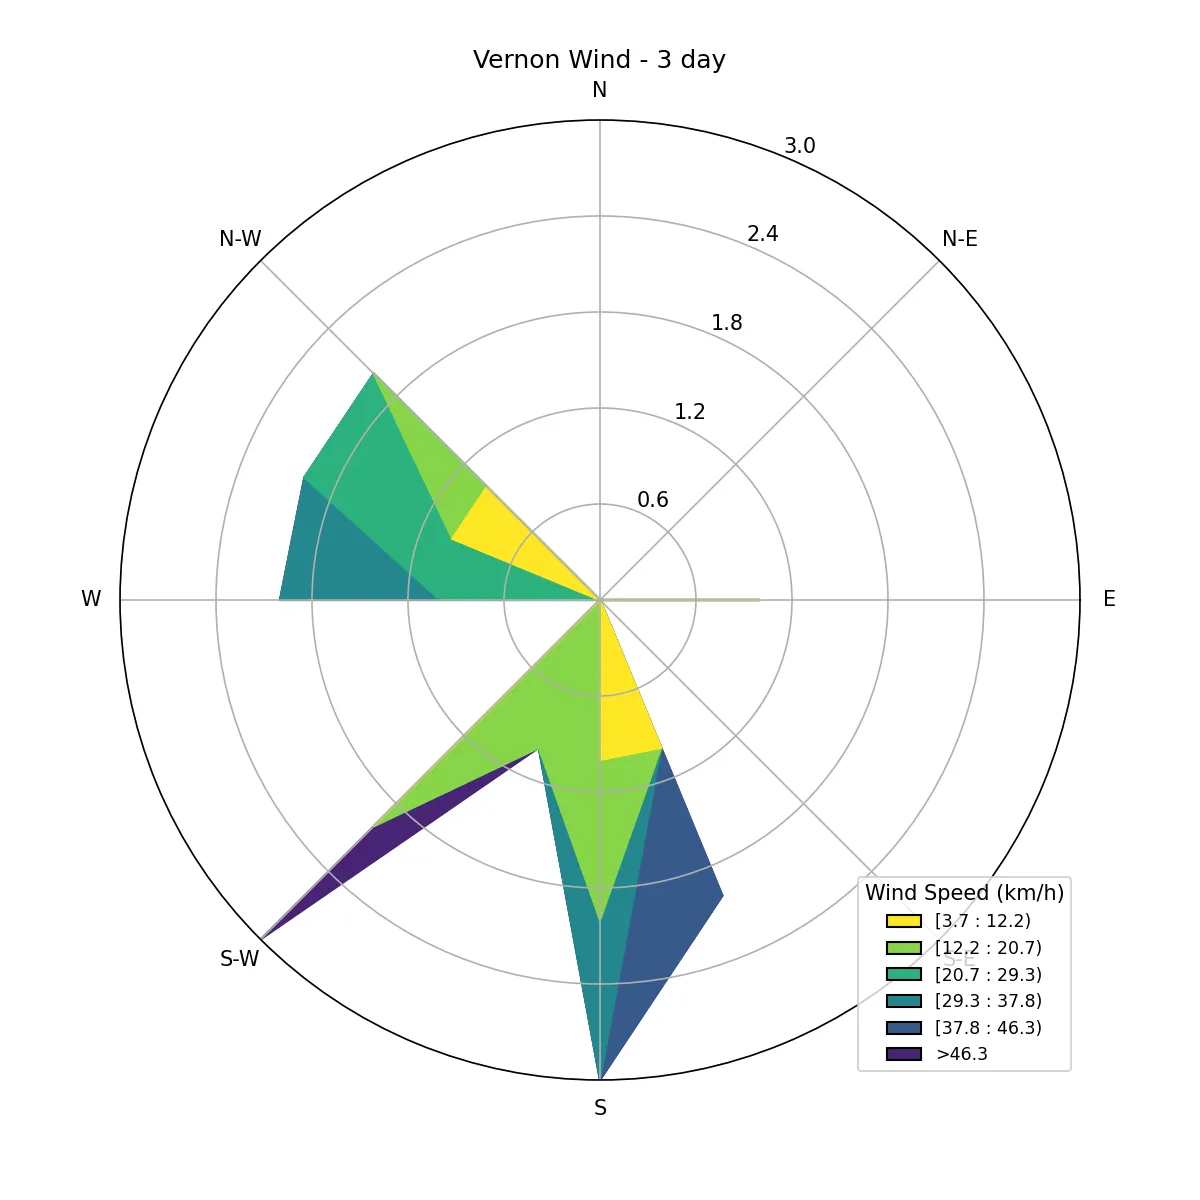 Vernon Wind - 3 day
N
3.0
N-W
2.4
N-E
1.8
1.2
0.6
W
E
Wind Speed (km/h)
[3.7 : 12.2)
[12.2 : 20.7)
S-W
S-E
[20.7 : 29.3)
[29.3 : 37.8)
[37.8 : 46.3)
>46.3
S